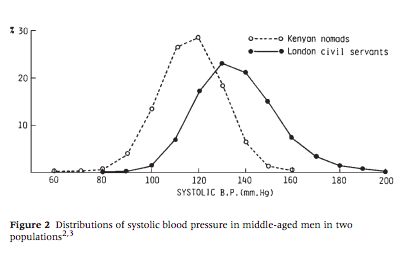 % 30
Kenyan nomads
London civil servants
20
10
60 80 100 120 140 160 180 200
SYSTOLIC B.P.(mm.Hg)
Figure 2 Distributions of systolic blood pressure in middle-aged men in two
populations2,3